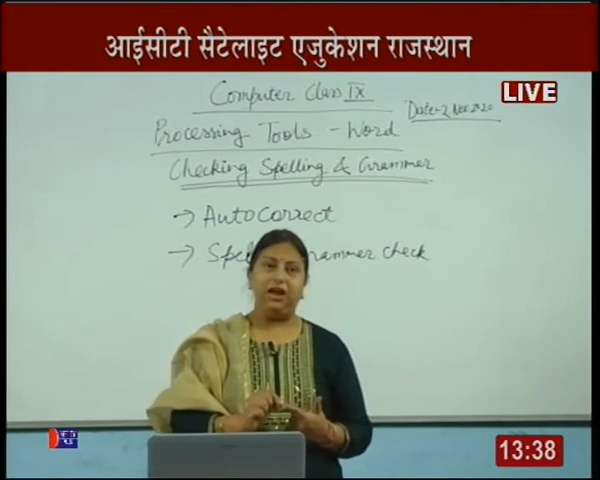 आईसीटी सैटेलाइट एजुकेशन राजस्थान
LIVE
Computer Class IX
Date-2 Nov 2020
Processing Tools - Word
Checking Spelling & Grammer
→ Autocorrect
→ Spel rammer check
13:38